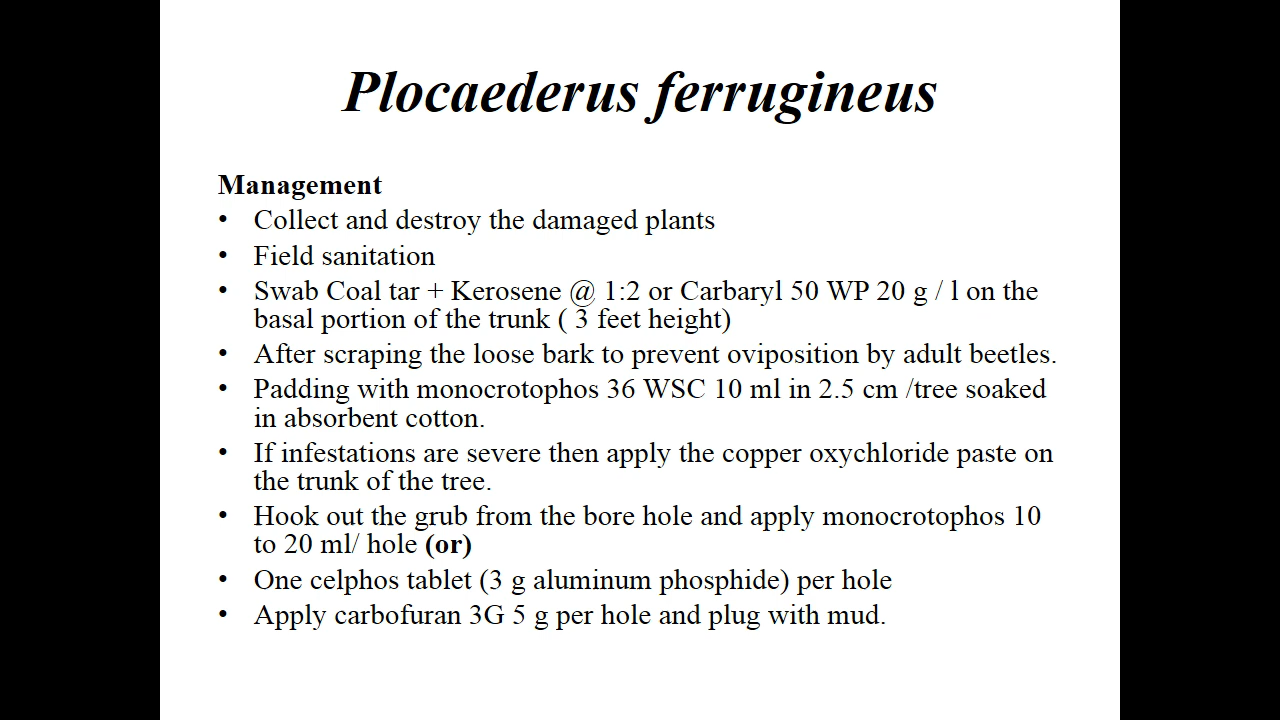 Plocaederus ferrugineus
Management
• Collect and destroy the damaged plants
• Field sanitation
• Swab Coal tar + Kerosene @ 1:2 or Carbaryl 50 WP 20 g / l on the
basal portion of the trunk ( 3 feet height)
• After scraping the loose bark to prevent oviposition by adult beetles.
• Padding with monocrotophos 36 WSC 10 ml in 2.5 cm /tree soaked
in absorbent cotton.
• If infestations are severe then apply the copper oxychloride paste on
the trunk of the tree.
• Hook out the grub from the bore hole and apply monocrotophos 10
to 20 ml/ hole (or)
• One celphos tablet (3 g aluminum phosphide) per hole
• Apply carbofuran 3G 5 g per hole and plug with mud.